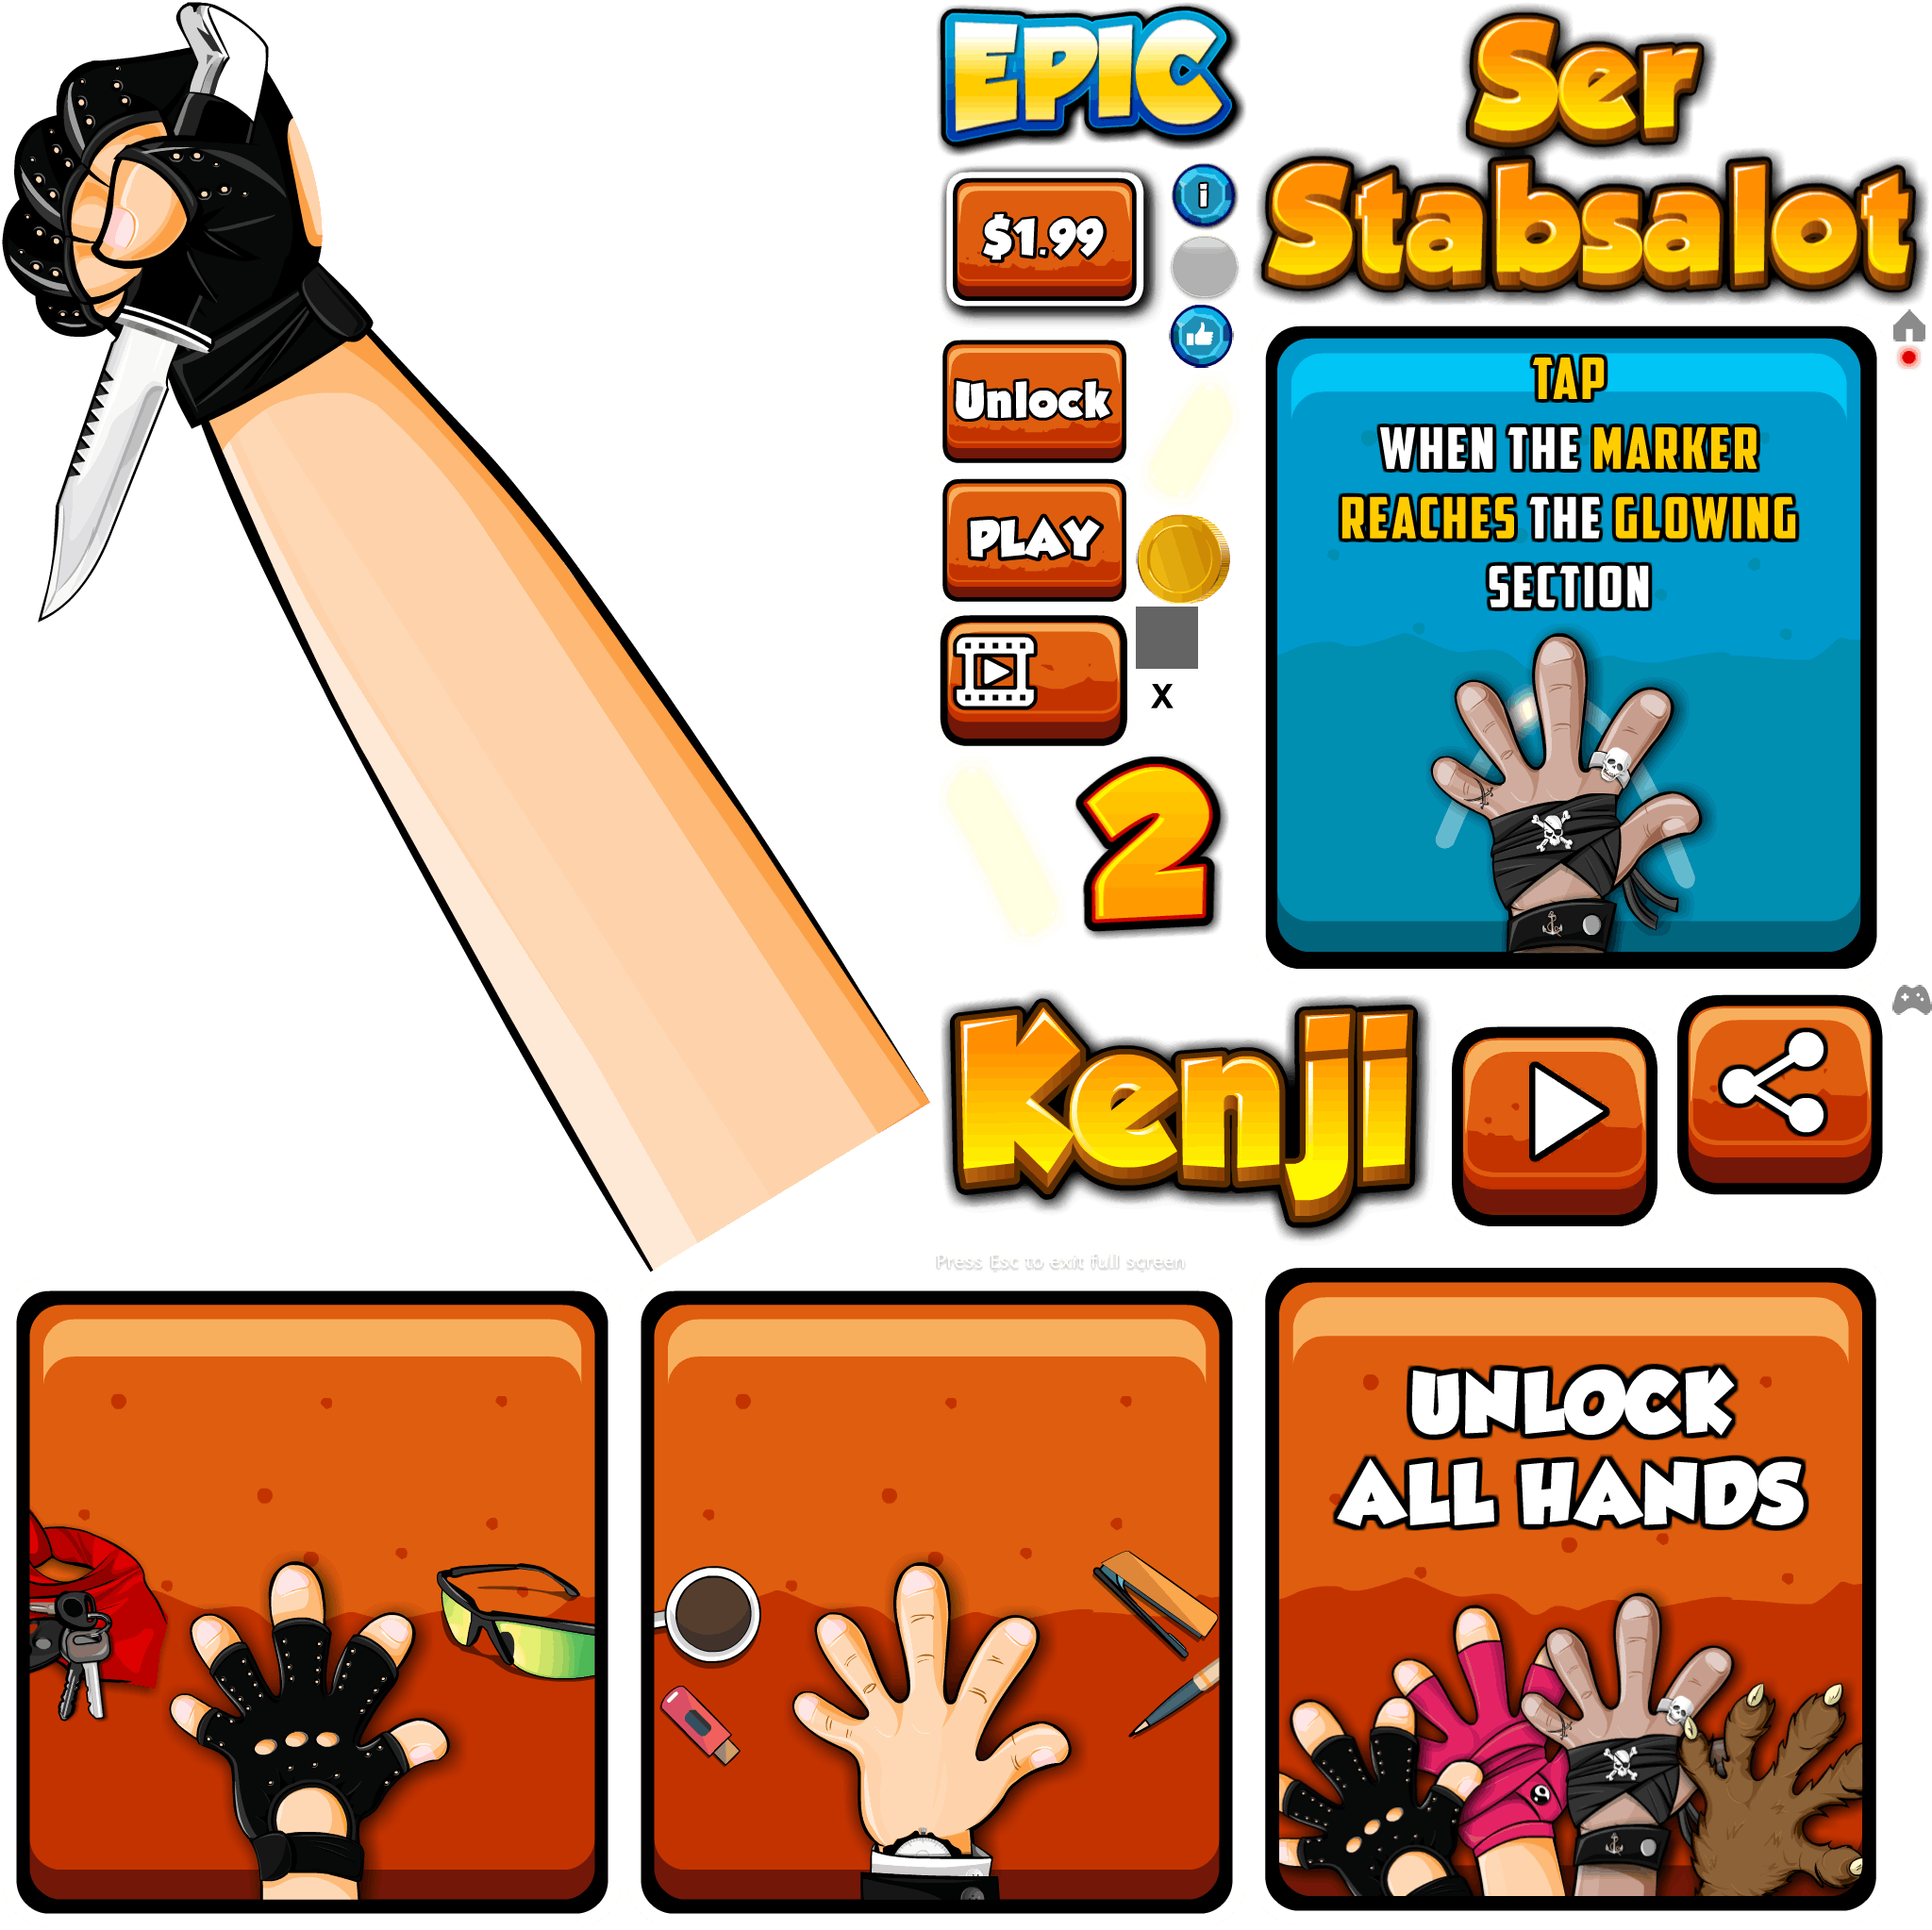 EPIC
Ser
Stabsalot
$1.99
i
Unlock
PLAY
X
2
TAP
WHEN THE MARKER
REACHES THE GLOWING
SECTION
Kenji
Press Esc to exit full screen
UNLOCK
ALL HANDS